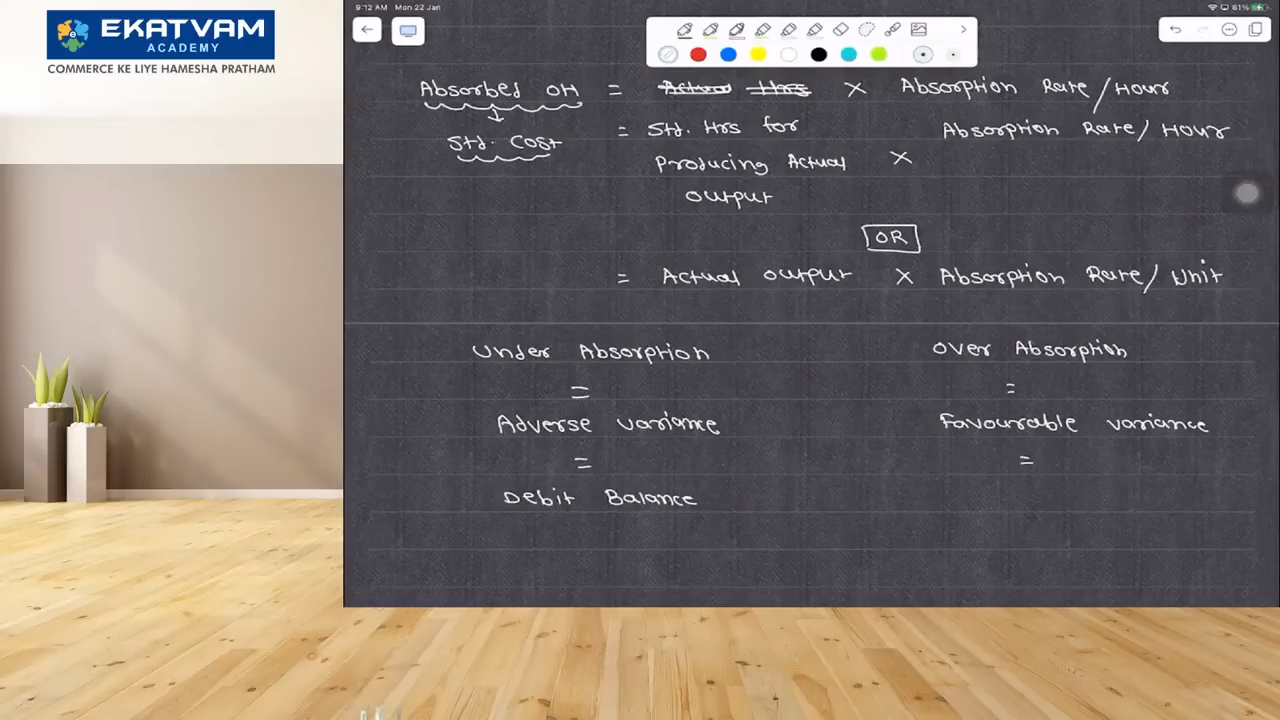 EKATVAM
ACADEMY
COMMERCE KE LIYE HAMESHA PRATHAM
9:12 AM Mon 22 Jan
61%
Absorbed OH = Actual Hrs × Absorption Rate/Hour
Std. Cost
= Std. Hrs for Producing Actual output × Absorption Rate/Hour
OR
= Actual output × Absorption Rate/Unit
Under Absorption
=
Adverse variance
=
Debit Balance
Over Absorption
=
Favourable variance
=